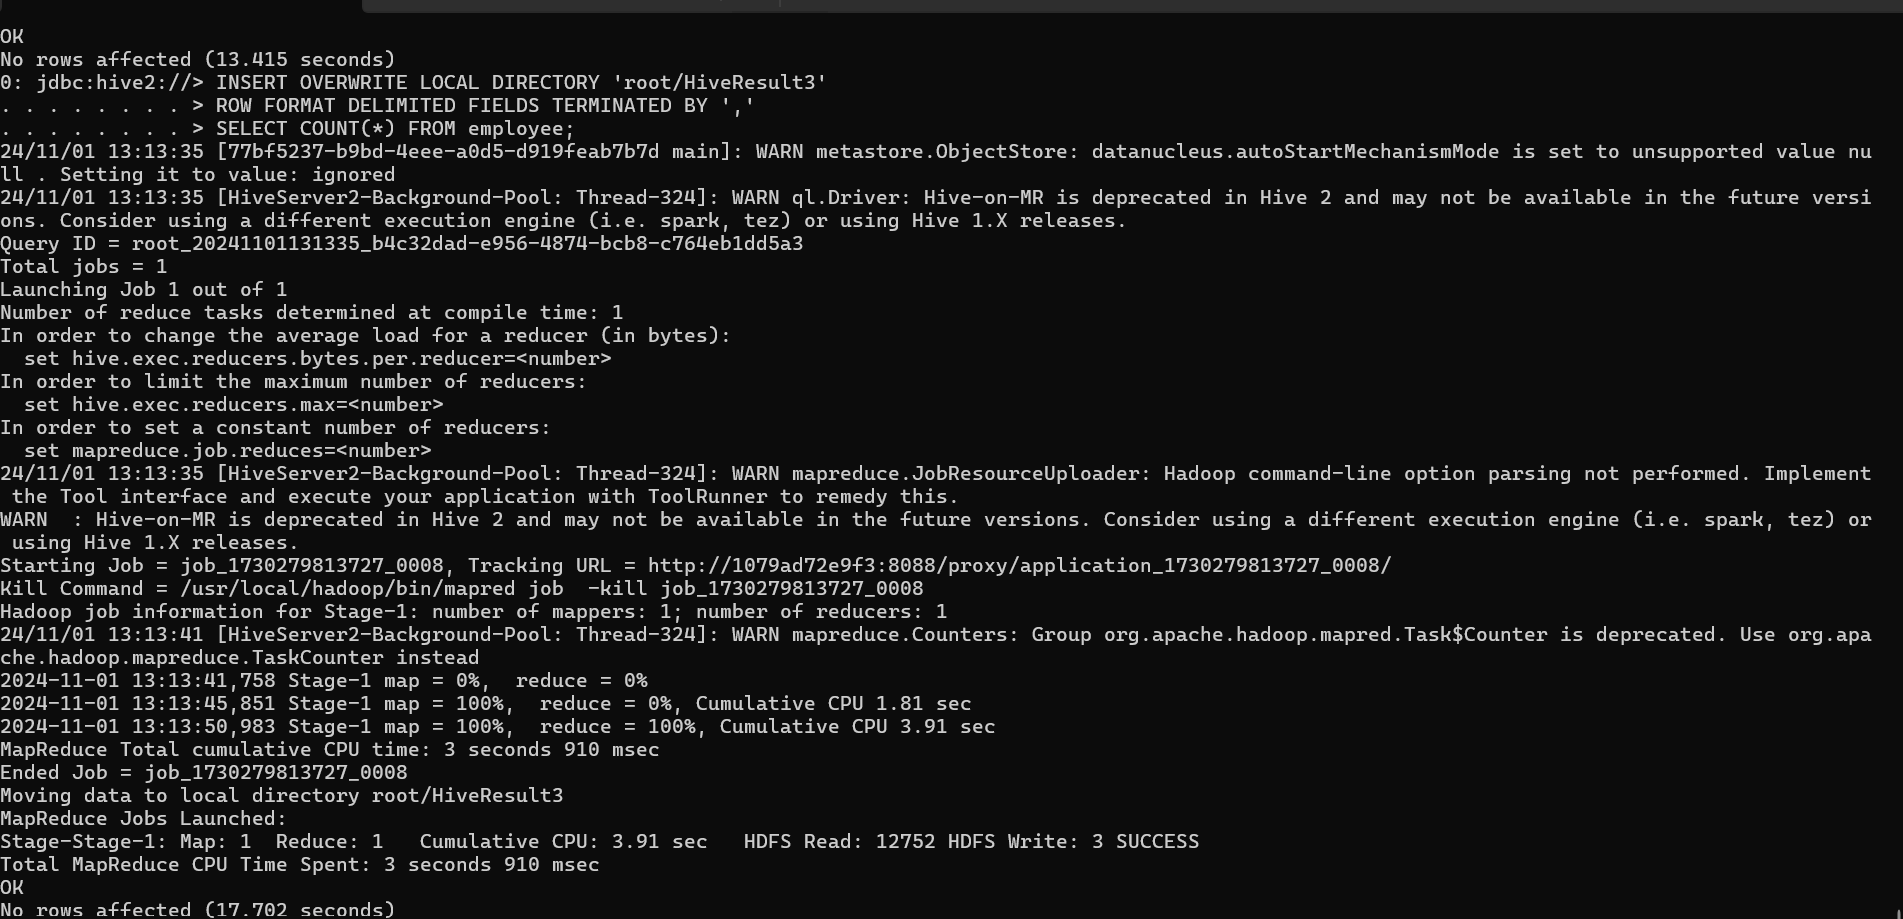 OK
No rows affected (13.415 seconds)
0: jdbc:hive2://> INSERT OVERWRITE LOCAL DIRECTORY 'root/HiveResult3'
. . . . . . . . > ROW FORMAT DELIMITED FIELDS TERMINATED BY ','
. . . . . . . . > SELECT COUNT(*) FROM employee;
24/11/01 13:13:35 [77bf5237-b9bd-4eee-a0d5-d919feab7b7d main]: WARN metastore.ObjectStore: datanucleus.autoStartMechanismMode is set to unsupported value nu
ll . Setting it to value: ignored
24/11/01 13:13:35 [HiveServer2-Background-Pool: Thread-324]: WARN ql.Driver: Hive-on-MR is deprecated in Hive 2 and may not be available in the future versi
ons. Consider using a different execution engine (i.e. spark, tez) or using Hive 1.X releases.
Query ID = root_20241101131335_b4c32dad-e956-4874-bcb8-c764eb1dd5a3
Total jobs = 1
Launching Job 1 out of 1
Number of reduce tasks determined at compile time: 1
In order to change the average load for a reducer (in bytes):
  set hive.exec.reducers.bytes.per.reducer=<number>
In order to limit the maximum number of reducers:
  set hive.exec.reducers.max=<number>
In order to set a constant number of reducers:
  set mapreduce.job.reduces=<number>
24/11/01 13:13:35 [HiveServer2-Background-Pool: Thread-324]: WARN mapreduce.JobResourceUploader: Hadoop command-line option parsing not performed. Implement
 the Tool interface and execute your application with ToolRunner to remedy this.
WARN  : Hive-on-MR is deprecated in Hive 2 and may not be available in the future versions. Consider using a different execution engine (i.e. spark, tez) or
 using Hive 1.X releases.
Starting Job = job_1730279813727_0008, Tracking URL = http://1079ad72e9f3:8088/proxy/application_1730279813727_0008/
Kill Command = /usr/local/hadoop/bin/mapred job  -kill job_1730279813727_0008
Hadoop job information for Stage-1: number of mappers: 1; number of reducers: 1
24/11/01 13:13:41 [HiveServer2-Background-Pool: Thread-324]: WARN mapreduce.Counters: Group org.apache.hadoop.mapred.Task$Counter is deprecated. Use org.apa
che.hadoop.mapreduce.TaskCounter instead
2024-11-01 13:13:41,758 Stage-1 map = 0%,  reduce = 0%
2024-11-01 13:13:45,851 Stage-1 map = 100%,  reduce = 0%, Cumulative CPU 1.81 sec
2024-11-01 13:13:50,983 Stage-1 map = 100%,  reduce = 100%, Cumulative CPU 3.91 sec
MapReduce Total cumulative CPU time: 3 seconds 910 msec
Ended Job = job_1730279813727_0008
Moving data to local directory root/HiveResult3
MapReduce Jobs Launched:
Stage-Stage-1: Map: 1  Reduce: 1   Cumulative CPU: 3.91 sec   HDFS Read: 12752 HDFS Write: 3 SUCCESS
Total MapReduce CPU Time Spent: 3 seconds 910 msec
OK
No rows affected (17.702 seconds)